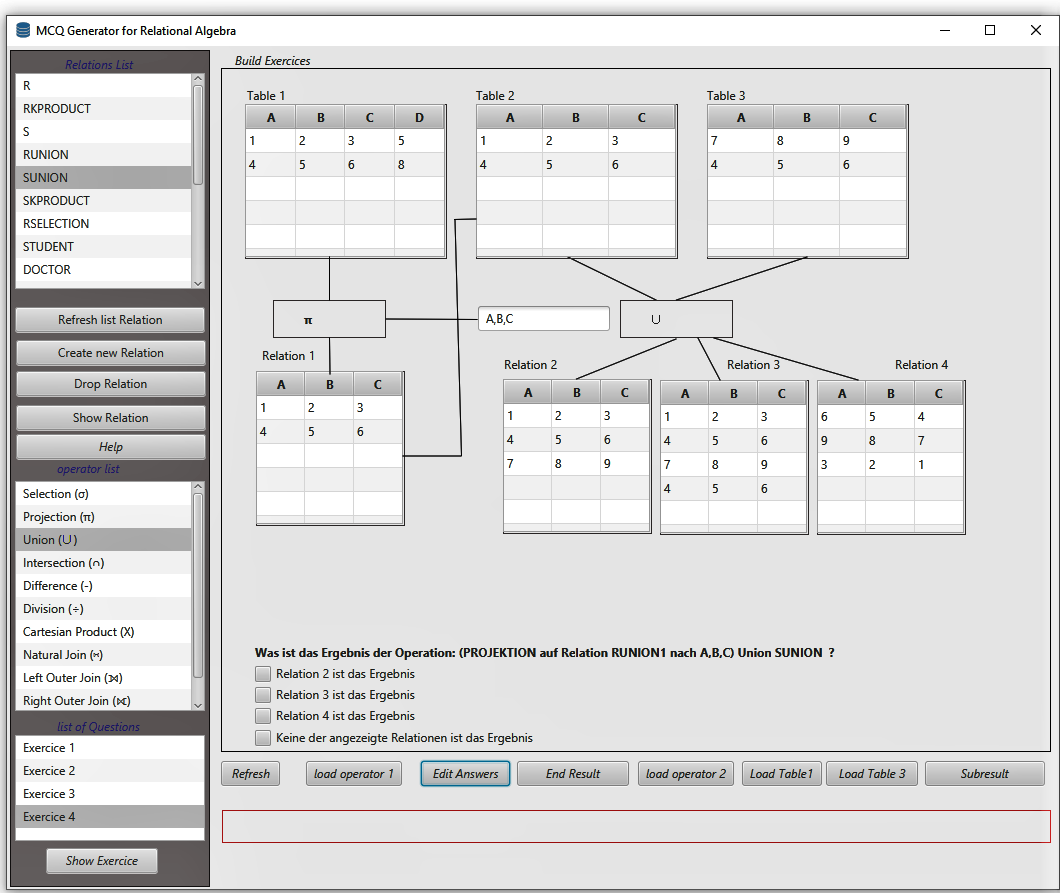 MCQ Generator for Relational Algebra
Relations List
R
RKPRODUCT
S
RUNION
SUNION
SKPRODUCT
RSELECTION
STUDENT
DOCTOR
Refresh list Relation
Create new Relation
Drop Relation
Show Relation
Help
operator list
Selection (σ)
Projection (π)
Union (∪)
Intersection (∩)
Difference (-)
Division (÷)
Cartesian Product (X)
Natural Join (⋈)
Left Outer Join (⟕)
Right Outer Join (⟖)
list of Questions
Exercice 1
Exercice 2
Exercice 3
Exercice 4
Show Exercice
Build Exercices
Table 1
A B C D
1 2 3 5
4 5 6 8
Table 2
A B C
1 2 3
4 5 6
Table 3
A B C
7 8 9
4 5 6
π
A,B,C
∪
Relation 1
A B C
1 2 3
4 5 6
Relation 2
A B C
1 2 3
4 5 6
7 8 9
Relation 3
A B C
1 2 3
4 5 6
7 8 9
4 5 6
Relation 4
A B C
6 5 4
9 8 7
3 2 1
Was ist das Ergebnis der Operation: (PROJEKTION auf Relation RUNION1 nach A,B,C) Union SUNION ?
Relation 2 ist das Ergebnis
Relation 3 ist das Ergebnis
Relation 4 ist das Ergebnis
Keine der angezeigte Relationen ist das Ergebnis
Refresh
load operator 1
Edit Answers
End Result
load operator 2
Load Table1
Load Table 3
Subresult